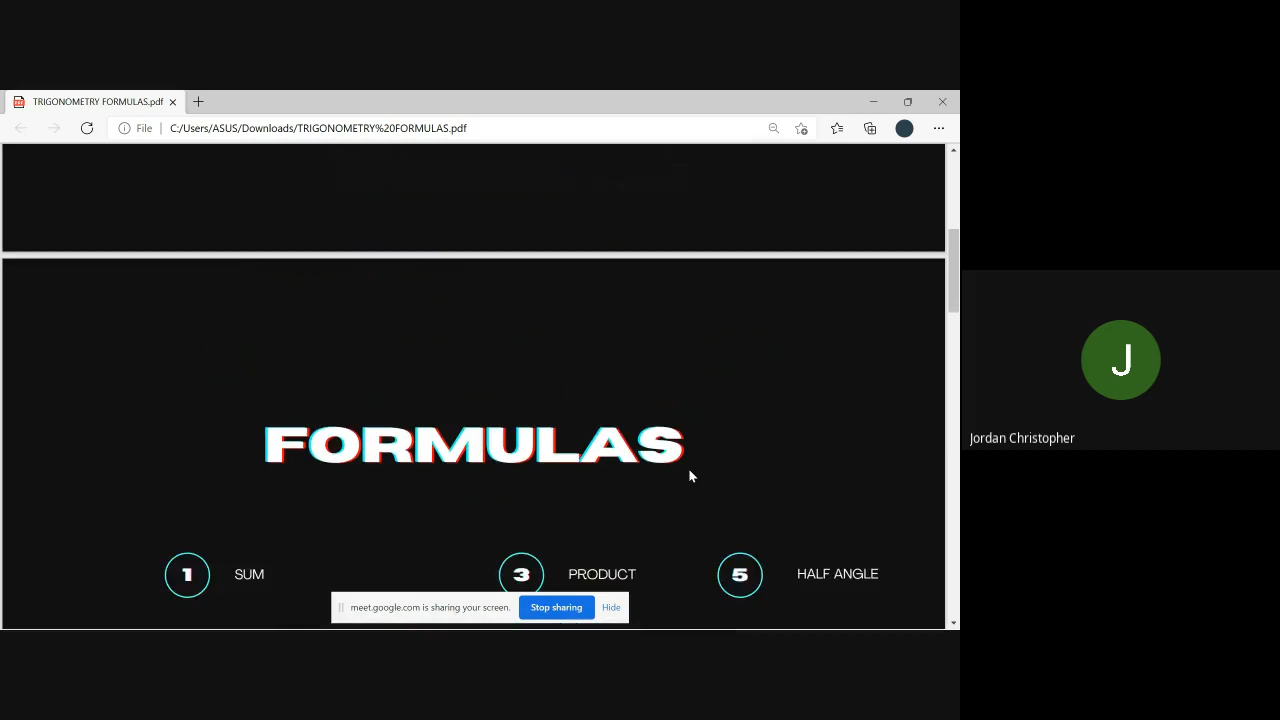 TRIGONOMETRY FORMULAS.pdf
File
C:/Users/ASUS/Downloads/TRIGONOMETRY%20FORMULAS.pdf
FORMULAS
1 SUM
3 PRODUCT
5 HALF ANGLE
meet.google.com is sharing your screen.
Stop sharing
Hide
J
Jordan Christopher